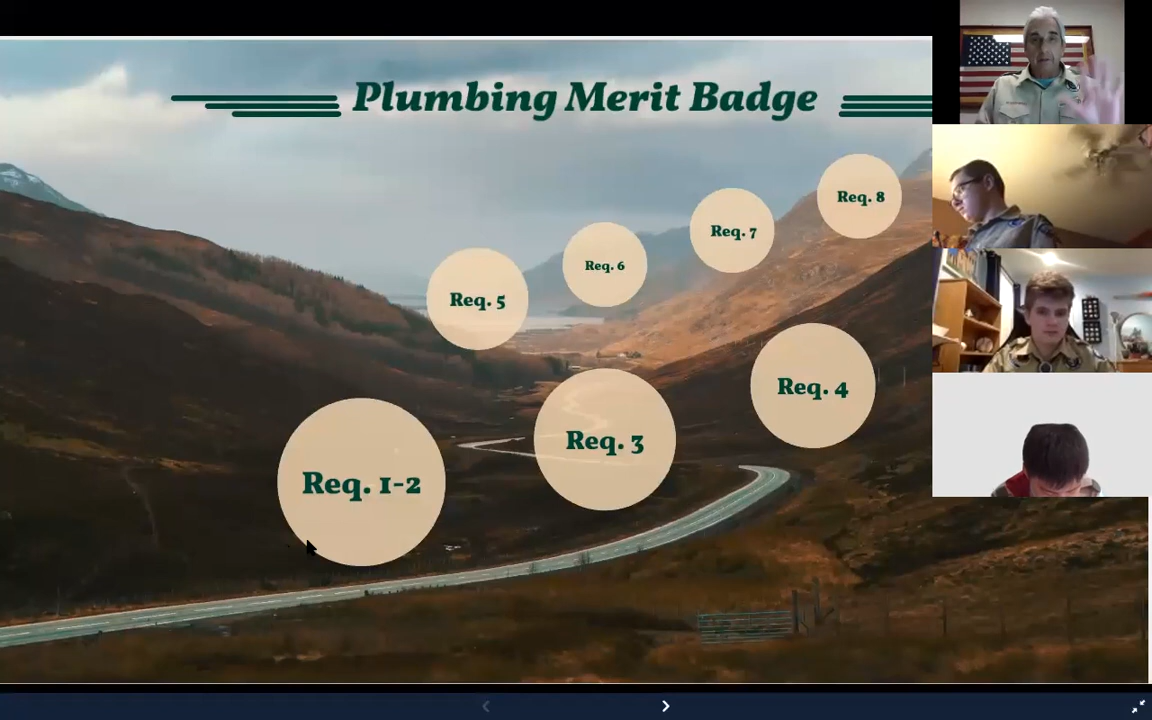 Plumbing Merit Badge
Req. 8
Req. 7
Req. 6
Req. 5
Req. 4
Req. 3
Req. 1-2